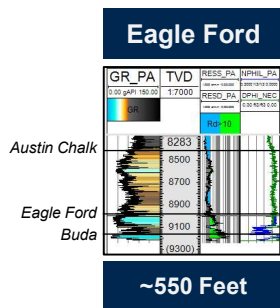 Eagle Ford
GR_PA TVD RESS_PA NPHIL_PA
0.00 gAPI 150.00 1:7000 RESD_PA DPHI_NEC
GR Rd>10
8283
Austin Chalk
8500
8700
8900
Eagle Ford
9100
Buda
(9300)
~550 Feet